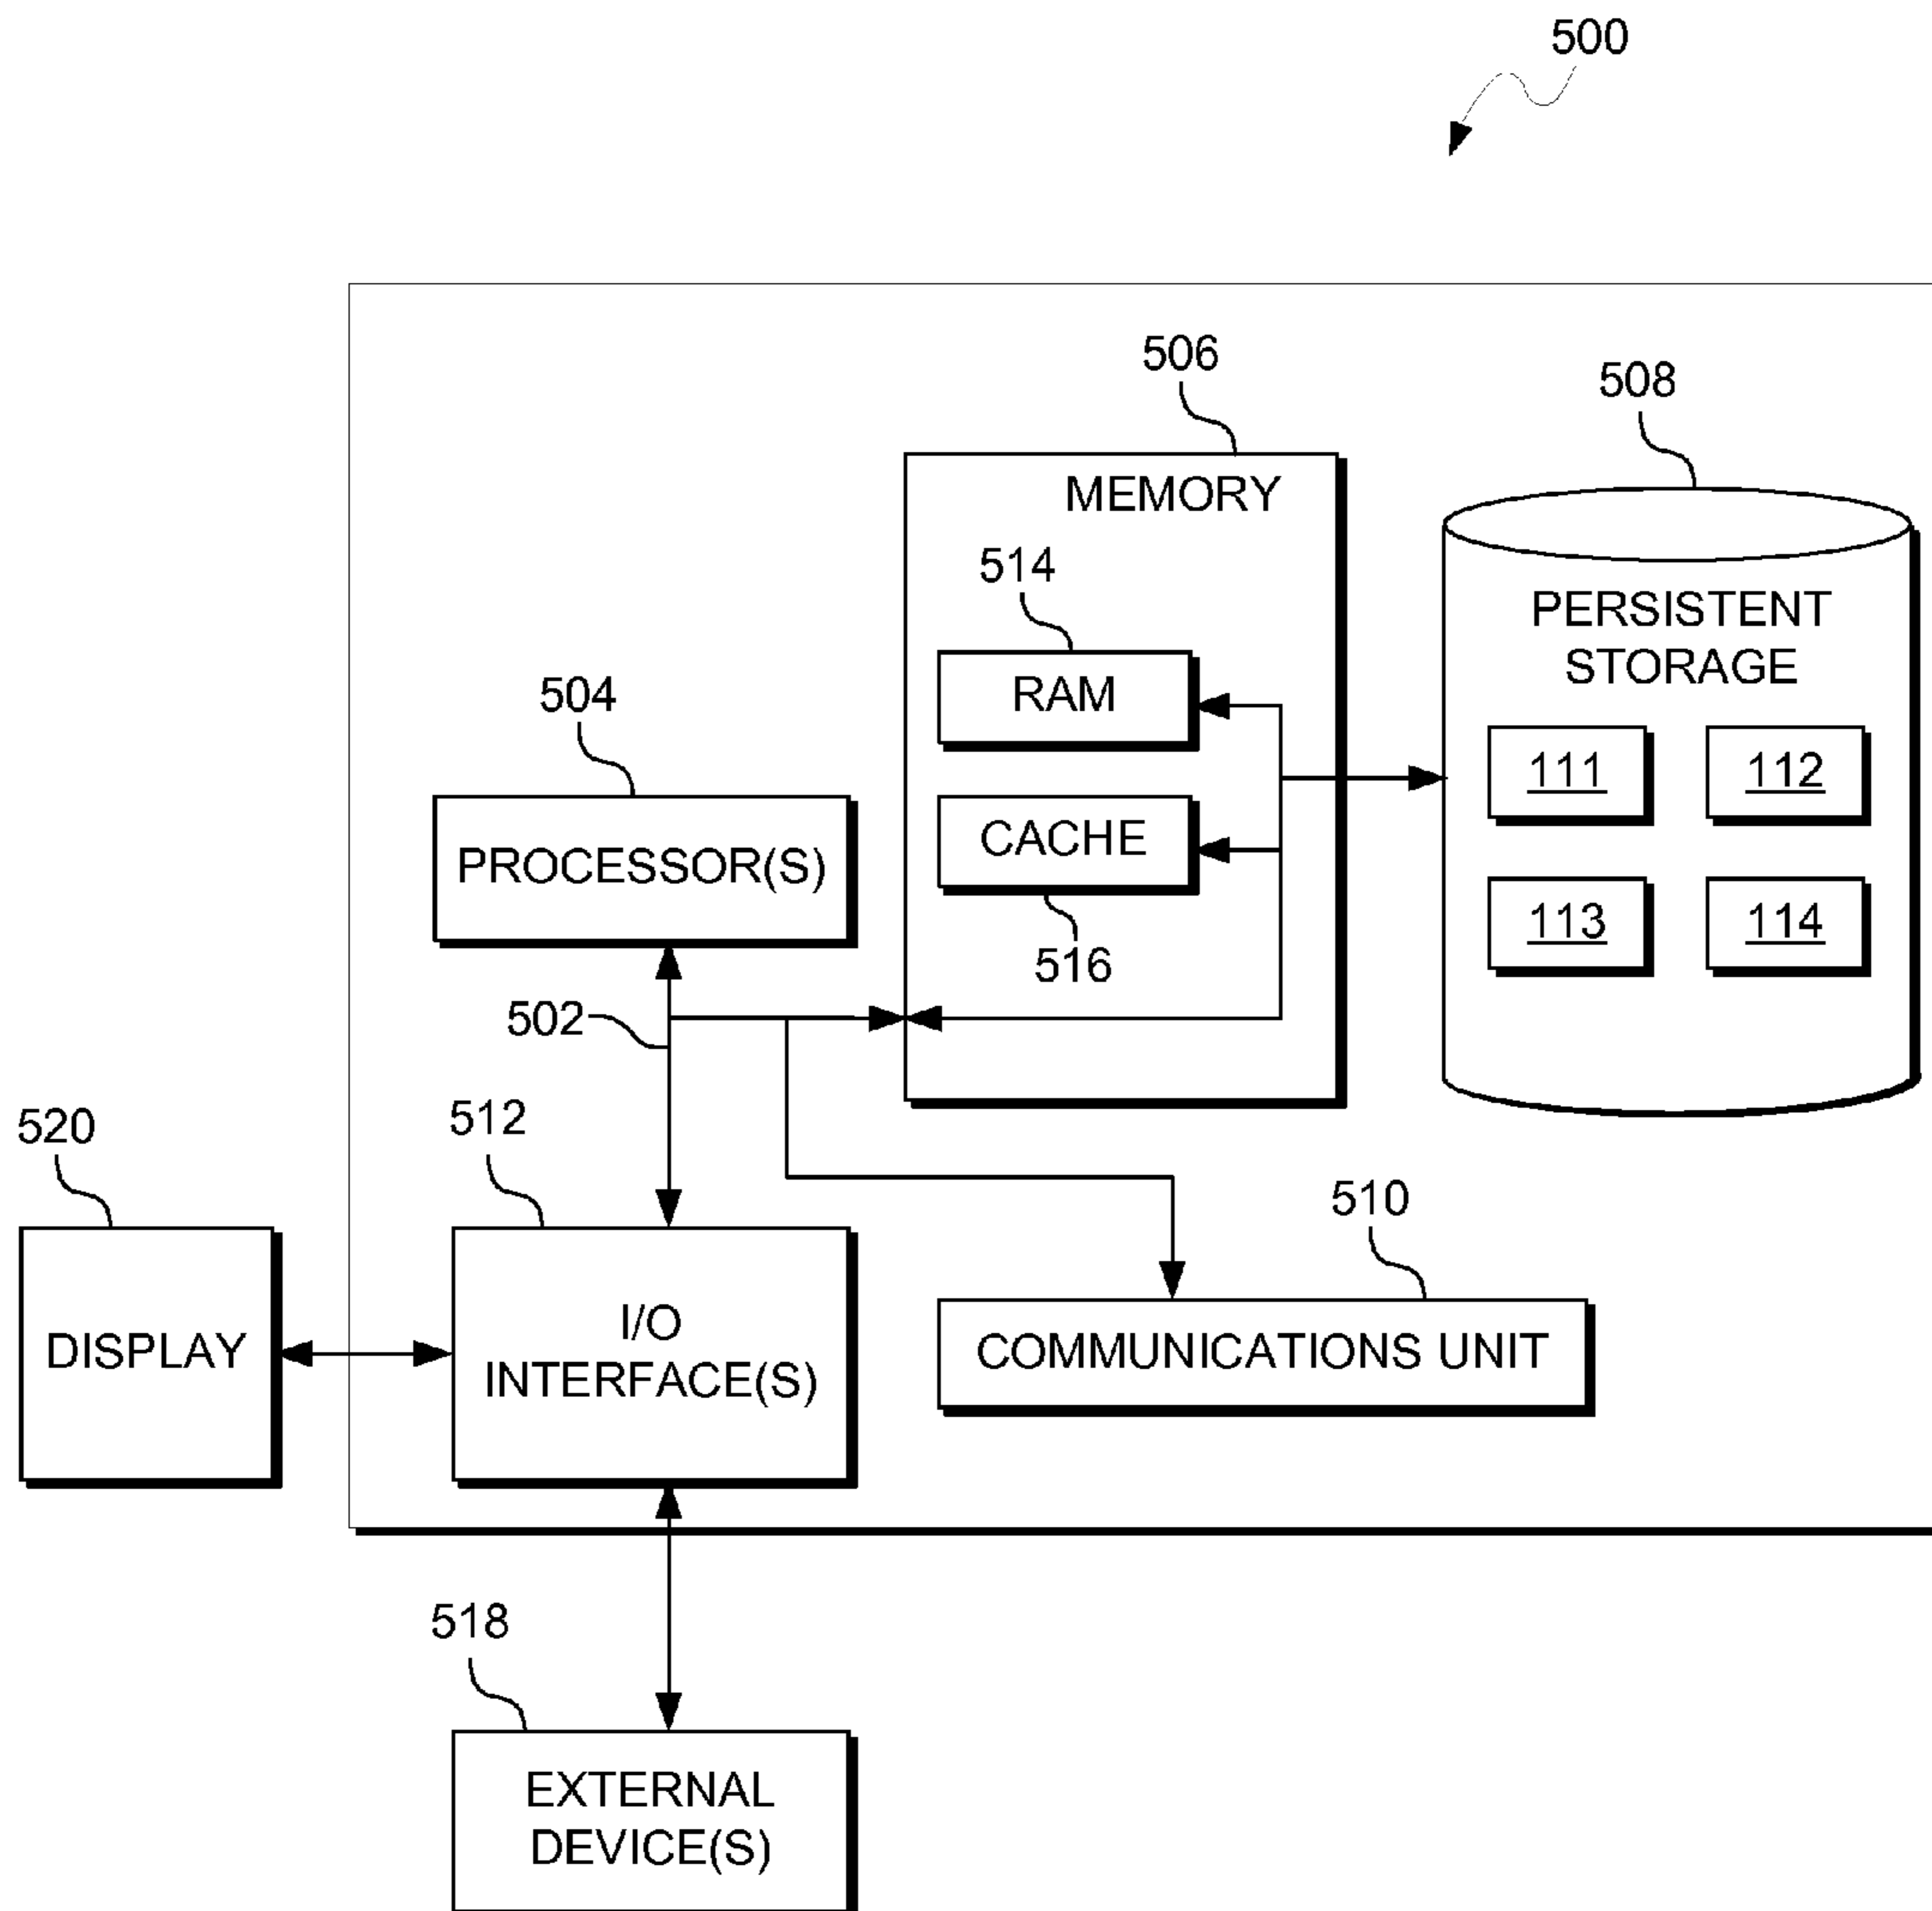 500
506
508
MEMORY
514
PERSISTENT
STORAGE
RAM
504
111
112
CACHE
PROCESSOR(S)
113
114
516
502
520
512
510
I/O
INTERFACE(S)
DISPLAY
COMMUNICATIONS UNIT
518
EXTERNAL
DEVICE(S)